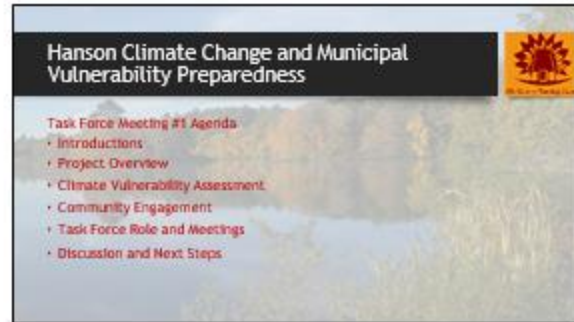 Hanson Climate Change and Municipal
Vulnerability Preparedness
Task Force Meeting #1 Agenda
• Introductions
• Project Overview
• Climate Vulnerability Assessment
• Community Engagement
• Task Force Role and Meetings
• Discussion and Next Steps